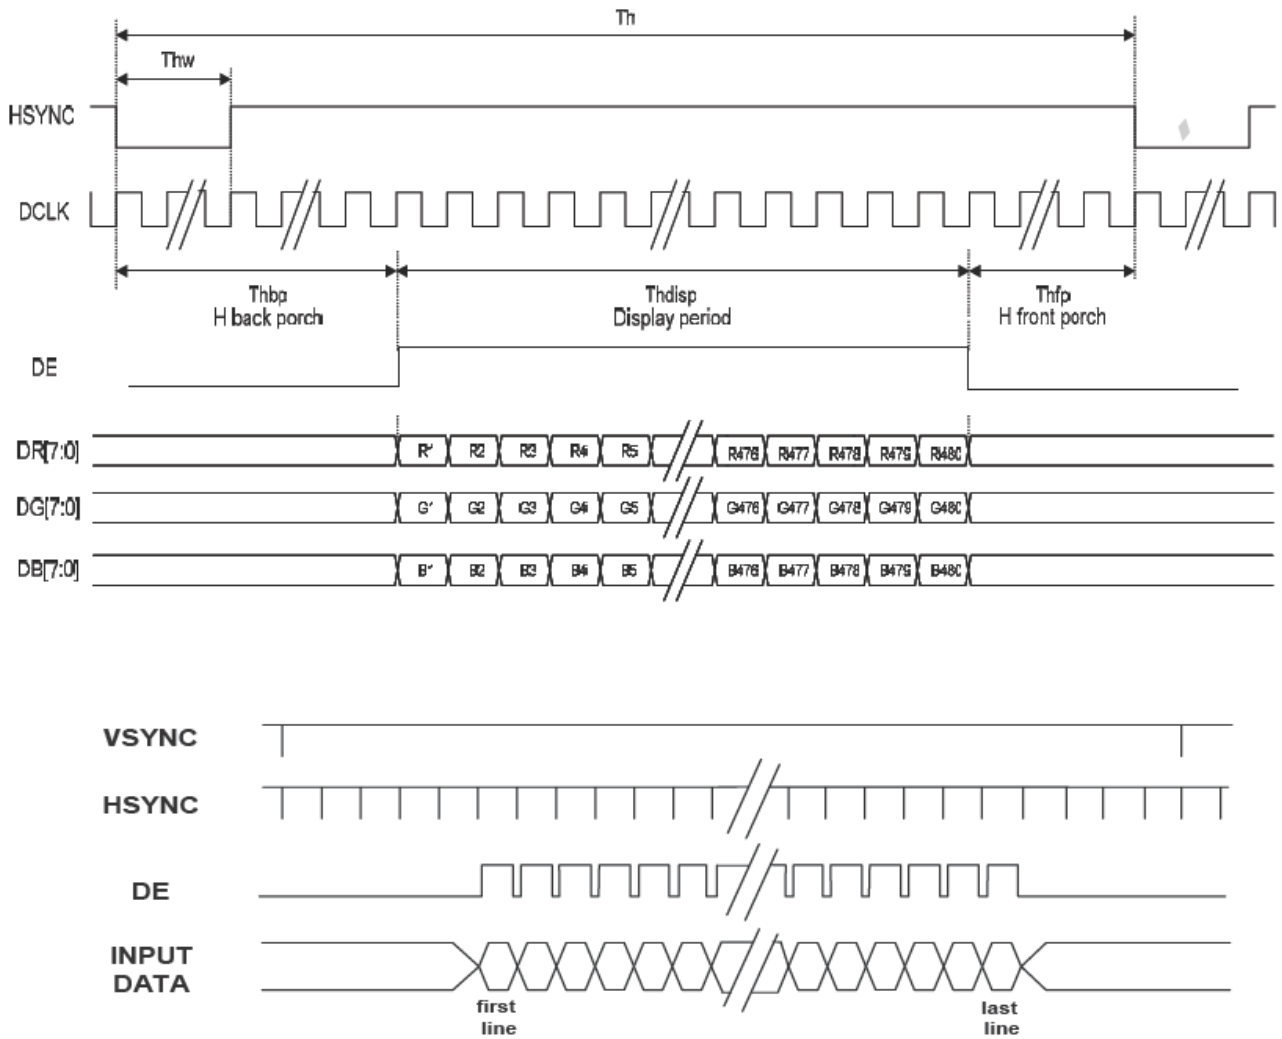 Th
Thw
HSYNC
DCLK
Thbp
H back porch
Thdisp
Display period
Thfp
H front porch
DE
DR[7:0] R1 R2 R3 R4 R5 R476 R477 R478 R479 R480
DG[7:0] G1 G2 G3 G4 G5 G476 G477 G478 G479 G480
DB[7:0] B1 B2 B3 B4 B5 B476 B477 B478 B479 B480
VSYNC
HSYNC
DE
INPUT
DATA
first
line
last
line